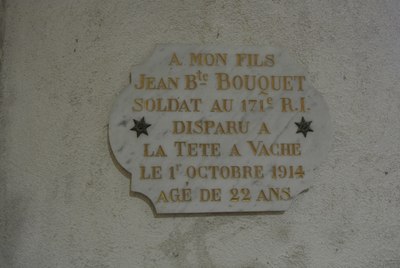 A MON FILS
JEAN Bte BOUQUET
SOLDAT AU 171e R.I.
DISPARU A
LA TETE A VACHE
LE 1r OCTOBRE 1914
AGÉ DE 22 ANS.